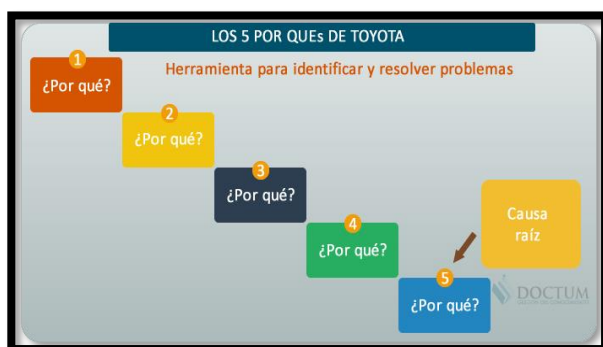 LOS 5 POR QUEs DE TOYOTA
Herramienta para identificar y resolver problemas
1
¿Por qué?
2
¿Por qué?
3
¿Por qué?
4
¿Por qué?
5
¿Por qué?
Causa
raíz
DOCTUM